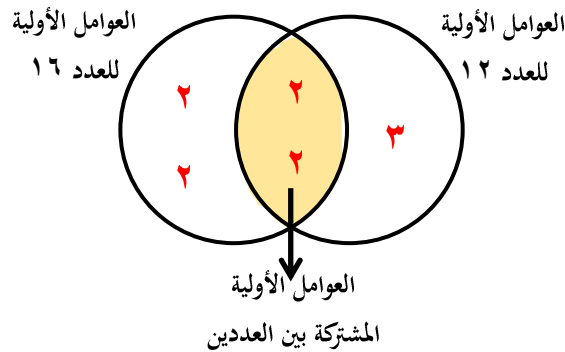 العوامل الأولية
للعدد ١٢
العوامل الأولية
للعدد ١٦
٣
٢
٢
٢
٢
العوامل الأولية
المشتركة بين العددين